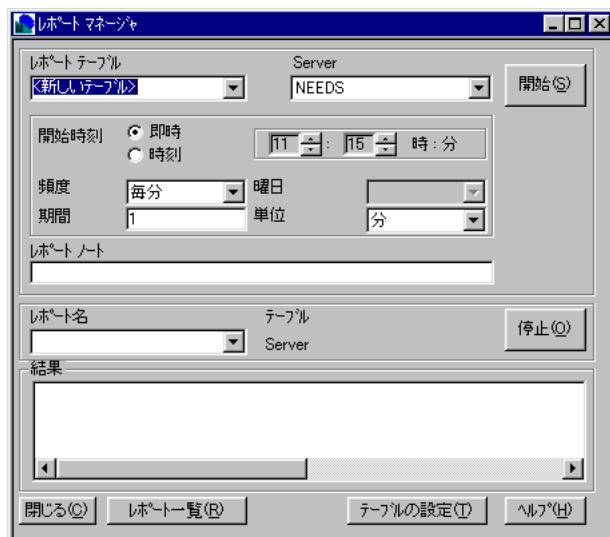 ﾚﾎﾟｰﾄ ﾏﾈｰｼﾞｬ
ﾚﾎﾟｰﾄ ﾃｰﾌﾞﾙ Server
<新しいﾃｰﾌﾞﾙ> NEEDS 開始(S)
開始時刻 即時 11 : 15 時 : 分
時刻
頻度 毎分 曜日
期間 1 単位 分
ﾚﾎﾟｰﾄ ﾉｰﾄ
ﾚﾎﾟｰﾄ名 ﾃｰﾌﾞﾙ 停止(O)
Server
結果
閉じる(C) ﾚﾎﾟｰﾄ一覧(R) ﾃｰﾌﾞﾙの設定(T) ﾍﾙﾌﾟ(H)